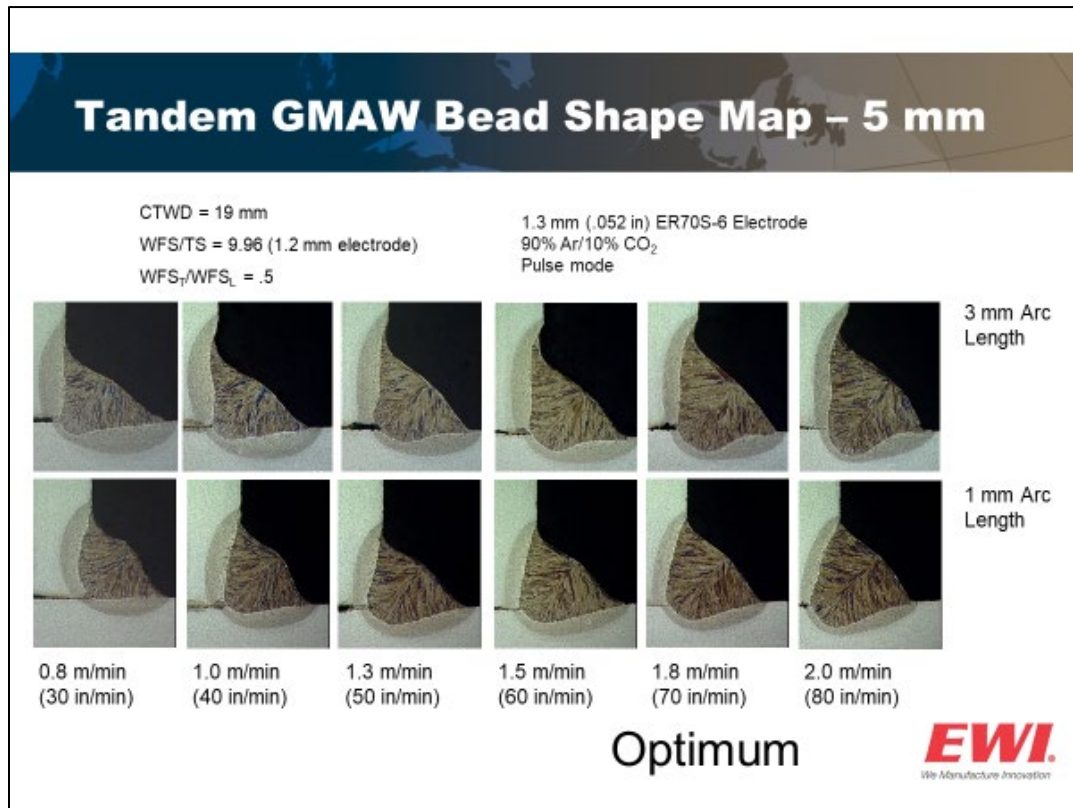 Tandem GMAW Bead Shape Map – 5 mm
CTWD = 19 mm
WFS/TS = 9.96 (1.2 mm electrode)
WFS_T/WFS_L = .5
1.3 mm (.052 in) ER70S-6 Electrode
90% Ar/10% CO₂
Pulse mode
3 mm Arc
Length
1 mm Arc
Length
0.8 m/min
(30 in/min)
1.0 m/min
(40 in/min)
1.3 m/min
(50 in/min)
1.5 m/min
(60 in/min)
1.8 m/min
(70 in/min)
2.0 m/min
(80 in/min)
Optimum
EWI.
We Manufacture Innovation